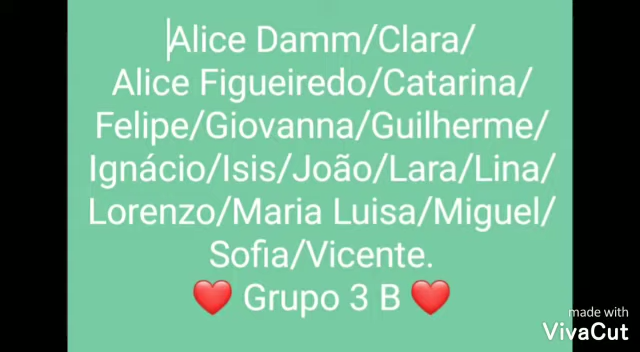 Alice Damm/Clara/
Alice Figueiredo/Catarina/
Felipe/Giovanna/Guilherme/
Ignácio/Isis/João/Lara/Lina/
Lorenzo/Maria Luisa/Miguel/
Sofia/Vicente.
❤️ Grupo 3 B ❤️
made with
VivaCut